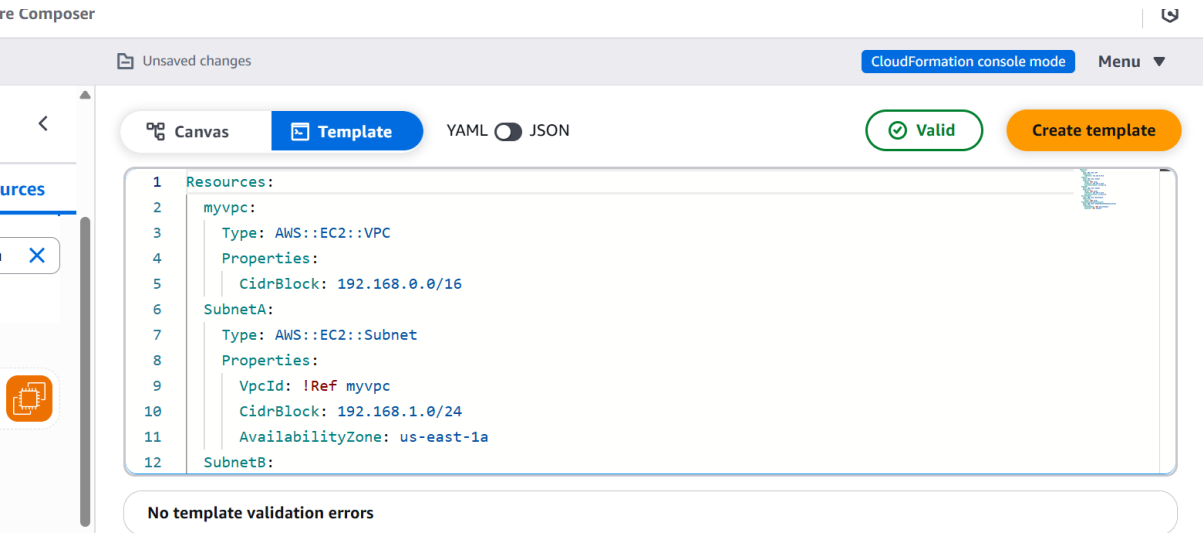 re Composer
Unsaved changes
CloudFormation console mode
Menu
Canvas
Template
YAML
JSON
Valid
Create template
urces
1 Resources:
2 myvpc:
3 Type: AWS::EC2::VPC
4 Properties:
5 CidrBlock: 192.168.0.0/16
6 SubnetA:
7 Type: AWS::EC2::Subnet
8 Properties:
9 VpcId: !Ref myvpc
10 CidrBlock: 192.168.1.0/24
11 AvailabilityZone: us-east-1a
12 SubnetB:
No template validation errors